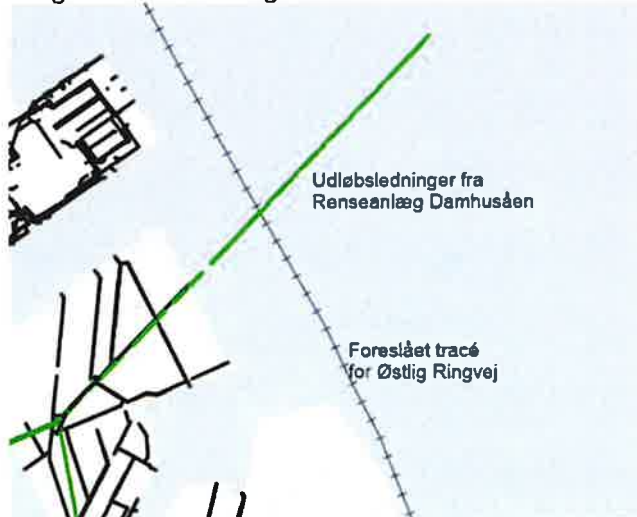 Udløbsledninger fra
Renseanlæg Damhusåen
Foreslået tracé
for Østlig Ringvej